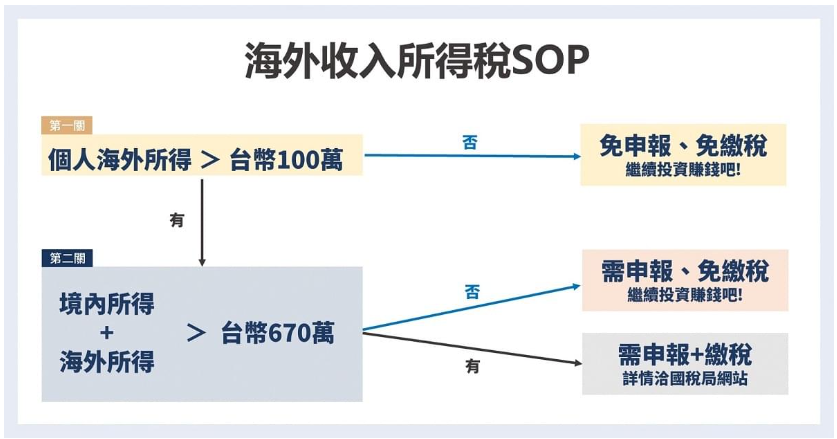 海外收入所得稅SOP
第一關
個人海外所得 > 台幣100萬
否
免申報、免繳稅
繼續投資賺錢吧!
有
第二關
境內所得
+
海外所得
> 台幣670萬
否
需申報、免繳稅
繼續投資賺錢吧!
有
需申報+繳稅
詳情洽國稅局網站